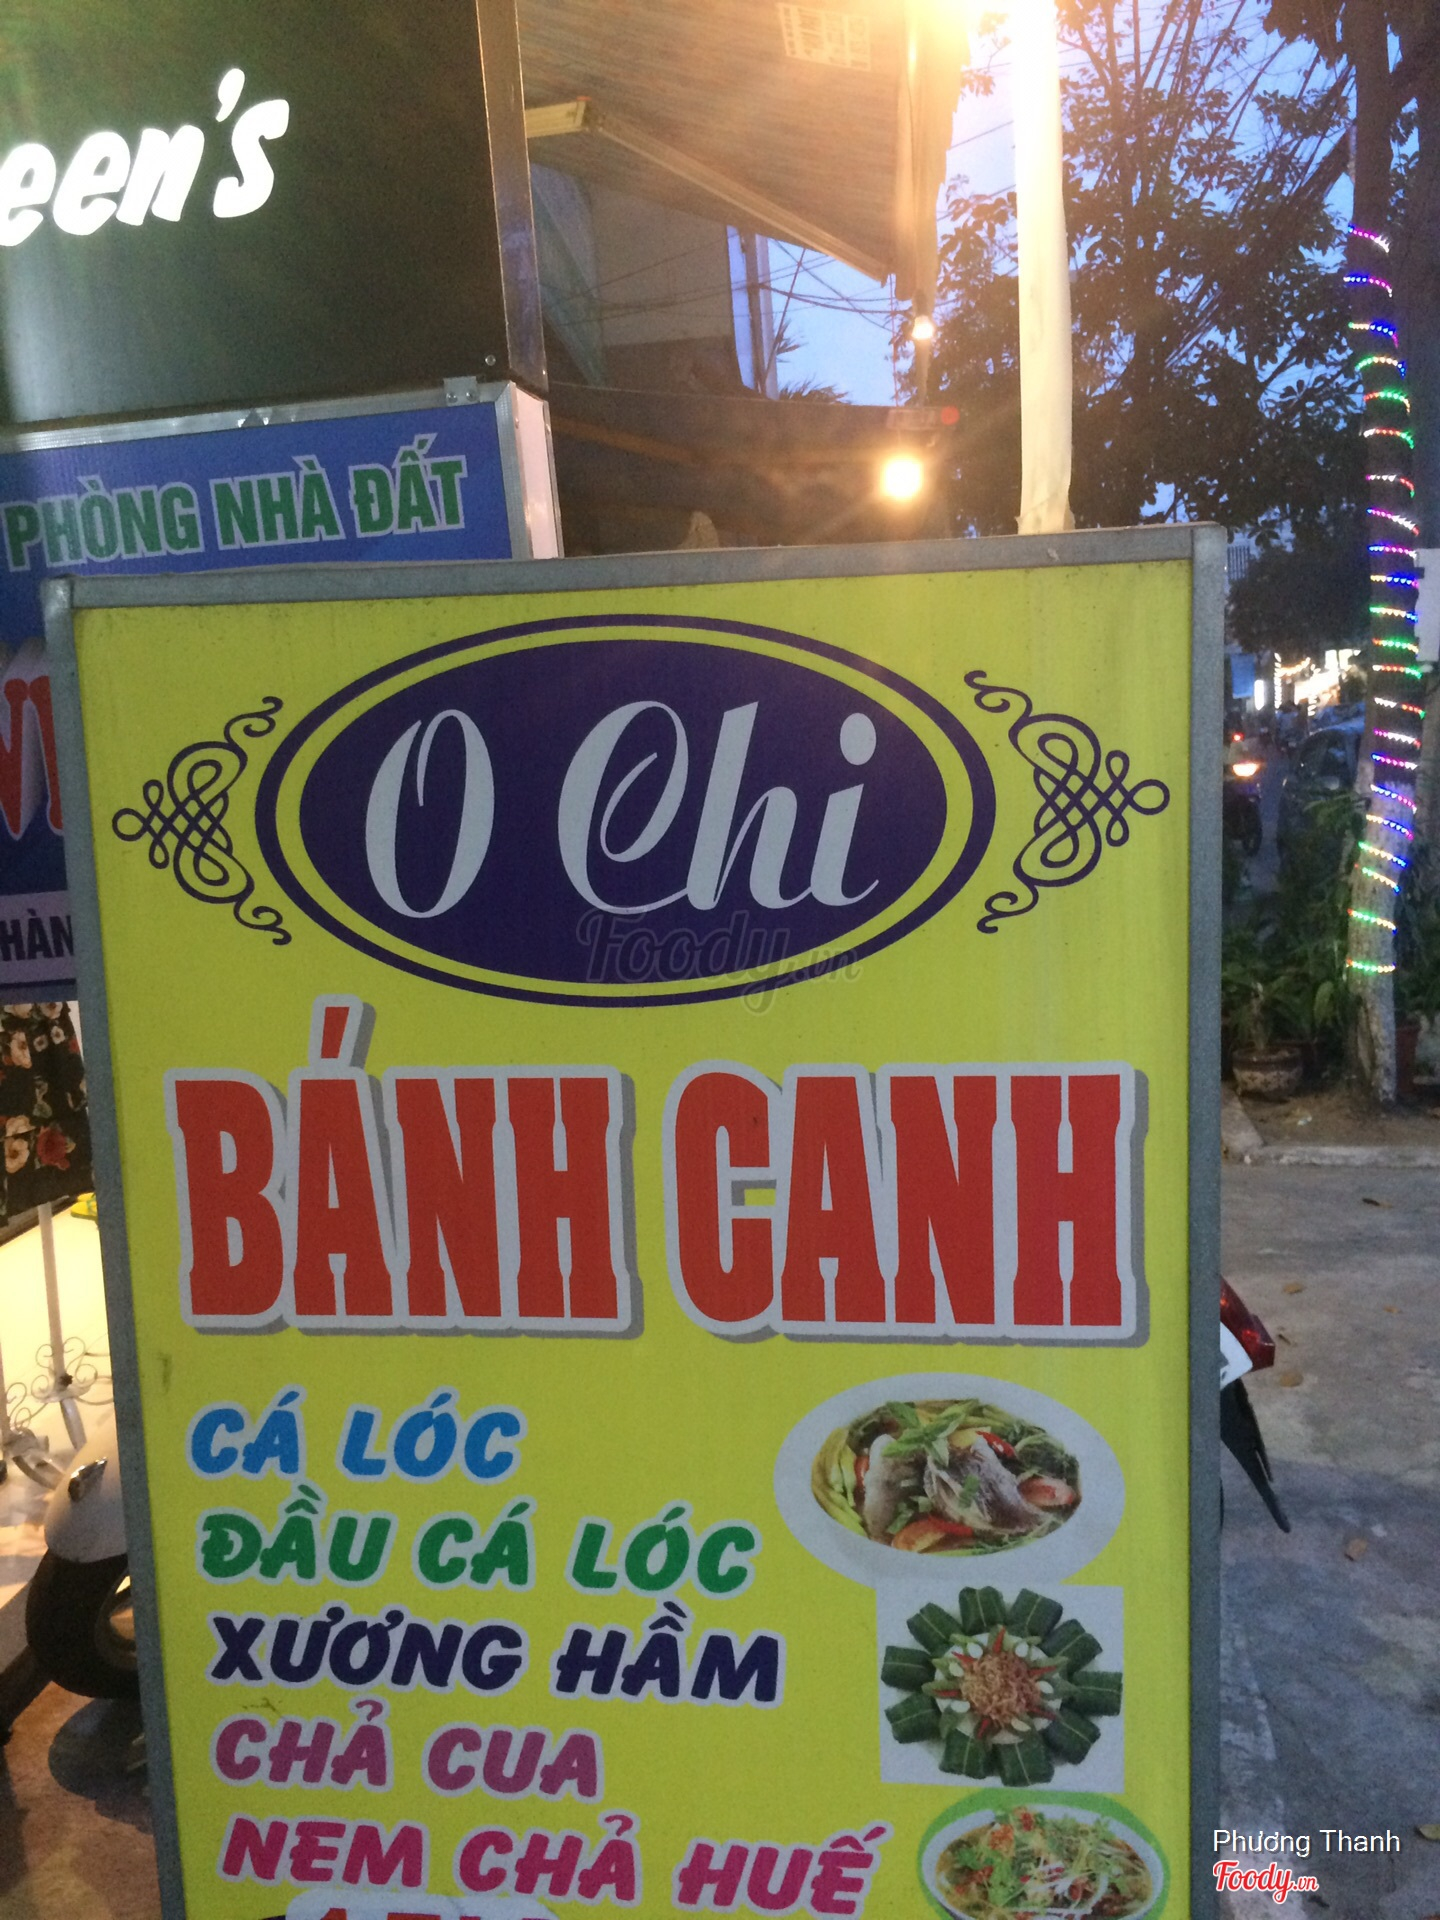 een's
PHÒNG NHÀ ĐẤT
HÀN
O Chi
Foody.vn
BÁNH CANH
CÁ LÓC
ĐẦU CÁ LÓC
XƯƠNG HẦM
CHẢ CUA
NEM CHẢ HUẾ
Phương Thanh
Foody.vn